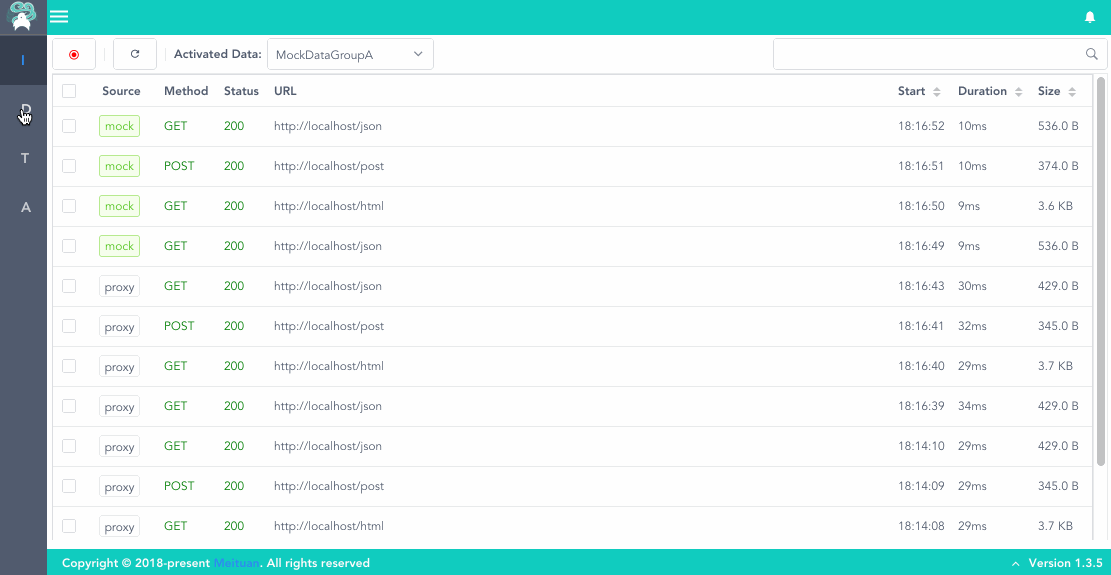 I
D
T
A
Activated Data: MockDataGroupA
Source Method Status URL Start Duration Size
mock GET 200 http://localhost/json 18:16:52 10ms 536.0 B
mock POST 200 http://localhost/post 18:16:51 10ms 374.0 B
mock GET 200 http://localhost/html 18:16:50 9ms 3.6 KB
mock GET 200 http://localhost/json 18:16:49 9ms 536.0 B
proxy GET 200 http://localhost/json 18:16:43 30ms 429.0 B
proxy POST 200 http://localhost/post 18:16:41 32ms 345.0 B
proxy GET 200 http://localhost/html 18:16:40 29ms 3.7 KB
proxy GET 200 http://localhost/json 18:16:39 34ms 429.0 B
proxy GET 200 http://localhost/json 18:14:10 29ms 429.0 B
proxy POST 200 http://localhost/post 18:14:09 29ms 345.0 B
proxy GET 200 http://localhost/html 18:14:08 29ms 3.7 KB
Copyright © 2018-present Meituan. All rights reserved Version 1.3.5